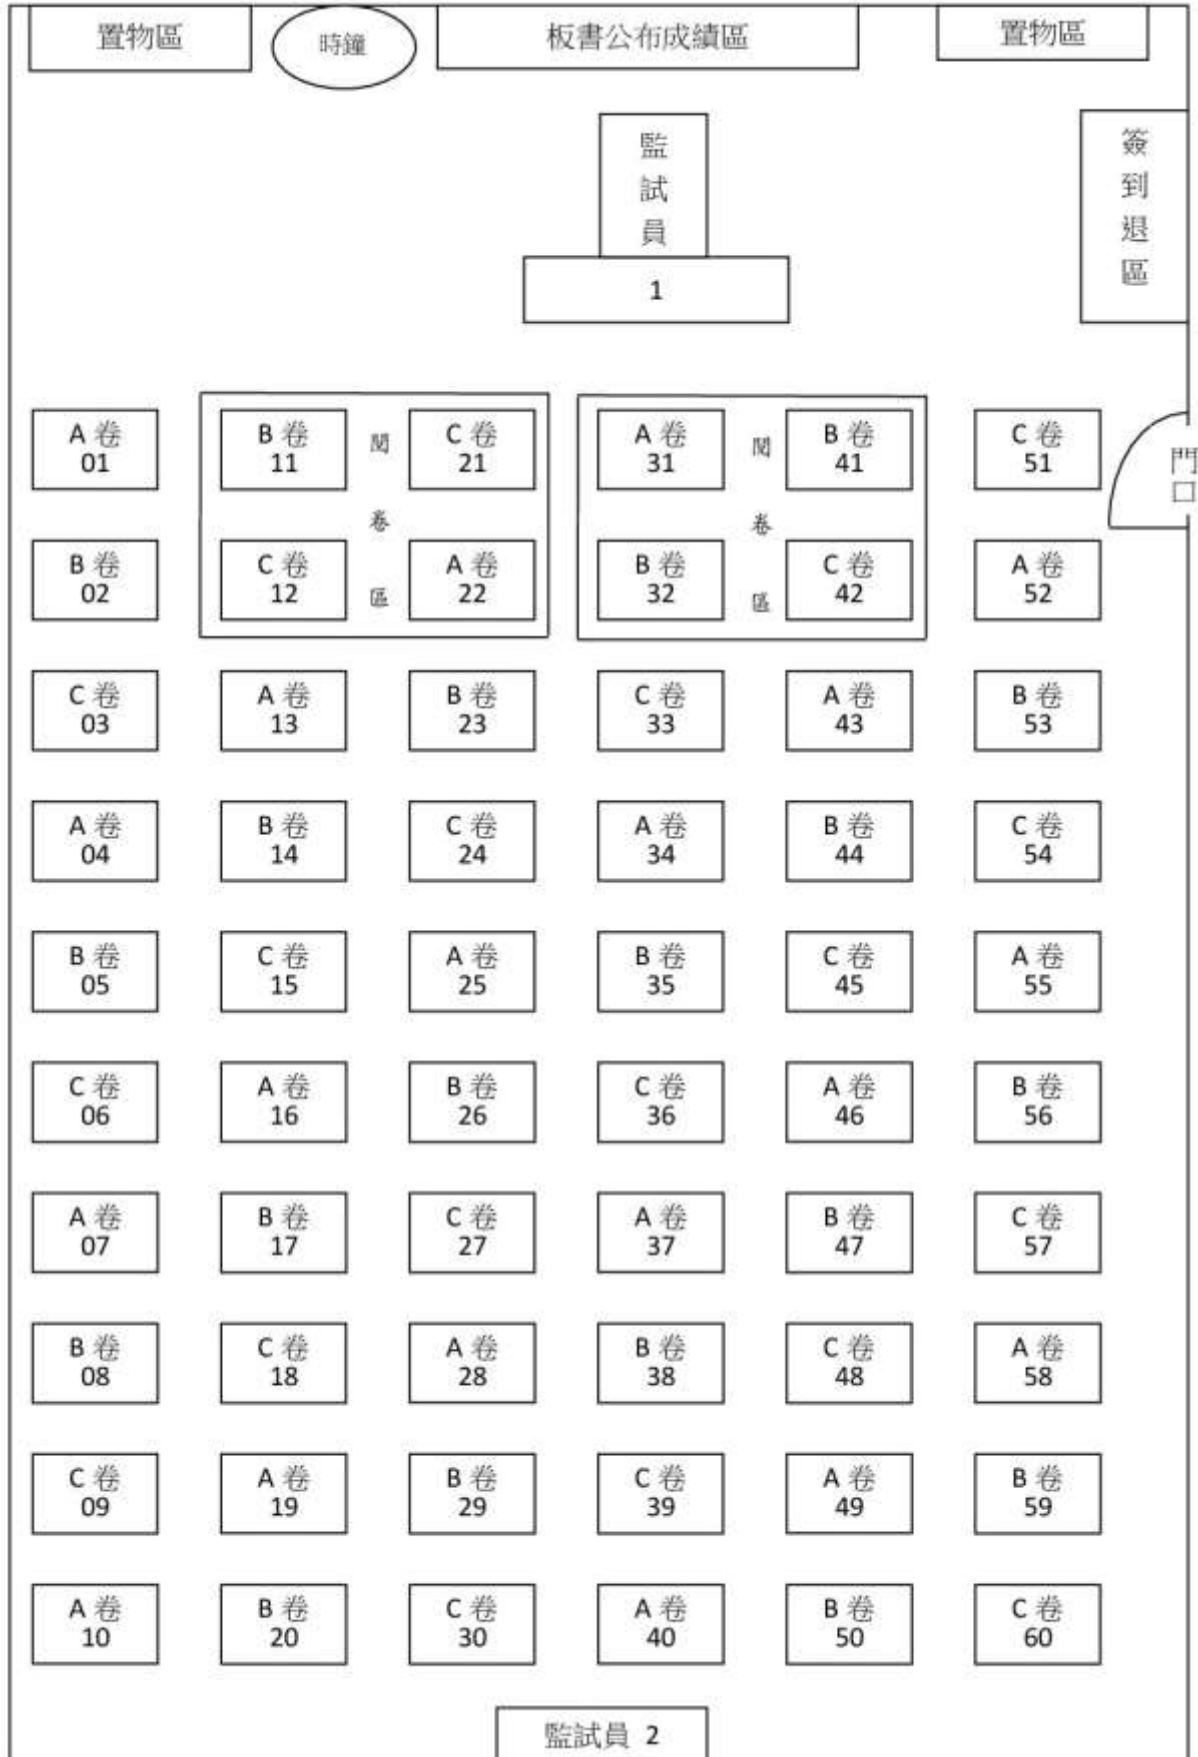 置物區
時鐘
板書公布成績區
置物區
監
試
員
1
簽
到
退
區
A 卷
01
B 卷
11
閱
卷
區
C 卷
21
A 卷
31
閱
卷
區
B 卷
41
C 卷
51
門
口
B 卷
02
C 卷
12
A 卷
22
B 卷
32
C 卷
42
A 卷
52
C 卷
03
A 卷
13
B 卷
23
C 卷
33
A 卷
43
B 卷
53
A 卷
04
B 卷
14
C 卷
24
A 卷
34
B 卷
44
C 卷
54
B 卷
05
C 卷
15
A 卷
25
B 卷
35
C 卷
45
A 卷
55
C 卷
06
A 卷
16
B 卷
26
C 卷
36
A 卷
46
B 卷
56
A 卷
07
B 卷
17
C 卷
27
A 卷
37
B 卷
47
C 卷
57
B 卷
08
C 卷
18
A 卷
28
B 卷
38
C 卷
48
A 卷
58
C 卷
09
A 卷
19
B 卷
29
C 卷
39
A 卷
49
B 卷
59
A 卷
10
B 卷
20
C 卷
30
A 卷
40
B 卷
50
C 卷
60
監試員 2